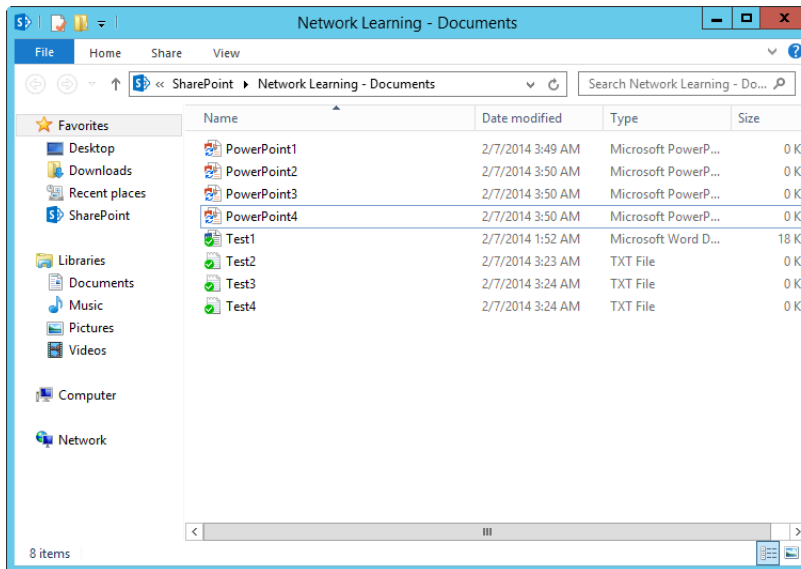 Network Learning - Documents
File Home Share View
« SharePoint Network Learning - Documents Search Network Learning - Do...
Name Date modified Type Size
Favorites
Desktop
Downloads
Recent places
SharePoint
Libraries
Documents
Music
Pictures
Videos
Computer
Network
PowerPoint1 2/7/2014 3:49 AM Microsoft PowerP... 0 K
PowerPoint2 2/7/2014 3:50 AM Microsoft PowerP... 0 K
PowerPoint3 2/7/2014 3:50 AM Microsoft PowerP... 0 K
PowerPoint4 2/7/2014 3:50 AM Microsoft PowerP... 0 K
Test1 2/7/2014 1:52 AM Microsoft Word D... 18 K
Test2 2/7/2014 3:23 AM TXT File 0 K
Test3 2/7/2014 3:24 AM TXT File 0 K
Test4 2/7/2014 3:24 AM TXT File 0 K
8 items